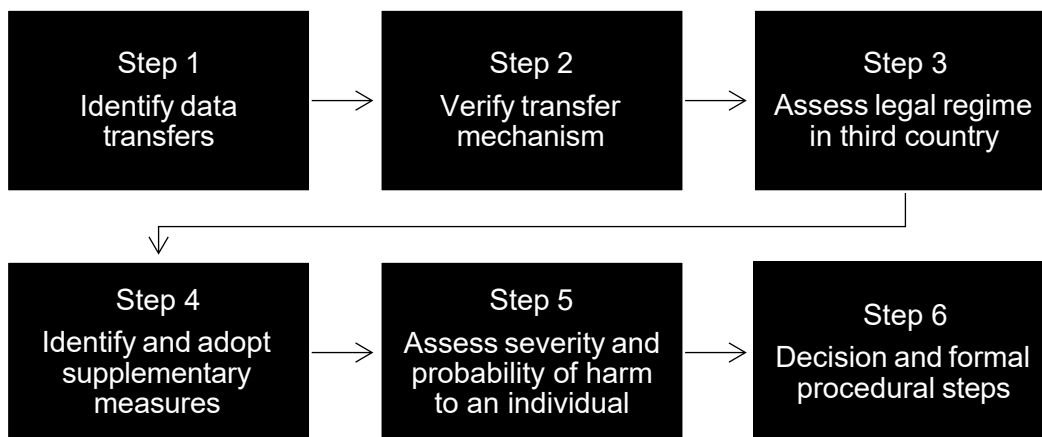 Step 1
Identify data
transfers
Step 2
Verify transfer
mechanism
Step 3
Assess legal regime
in third country
Step 4
Identify and adopt
supplementary
measures
Step 5
Assess severity and
probability of harm
to an individual
Step 6
Decision and formal
procedural steps